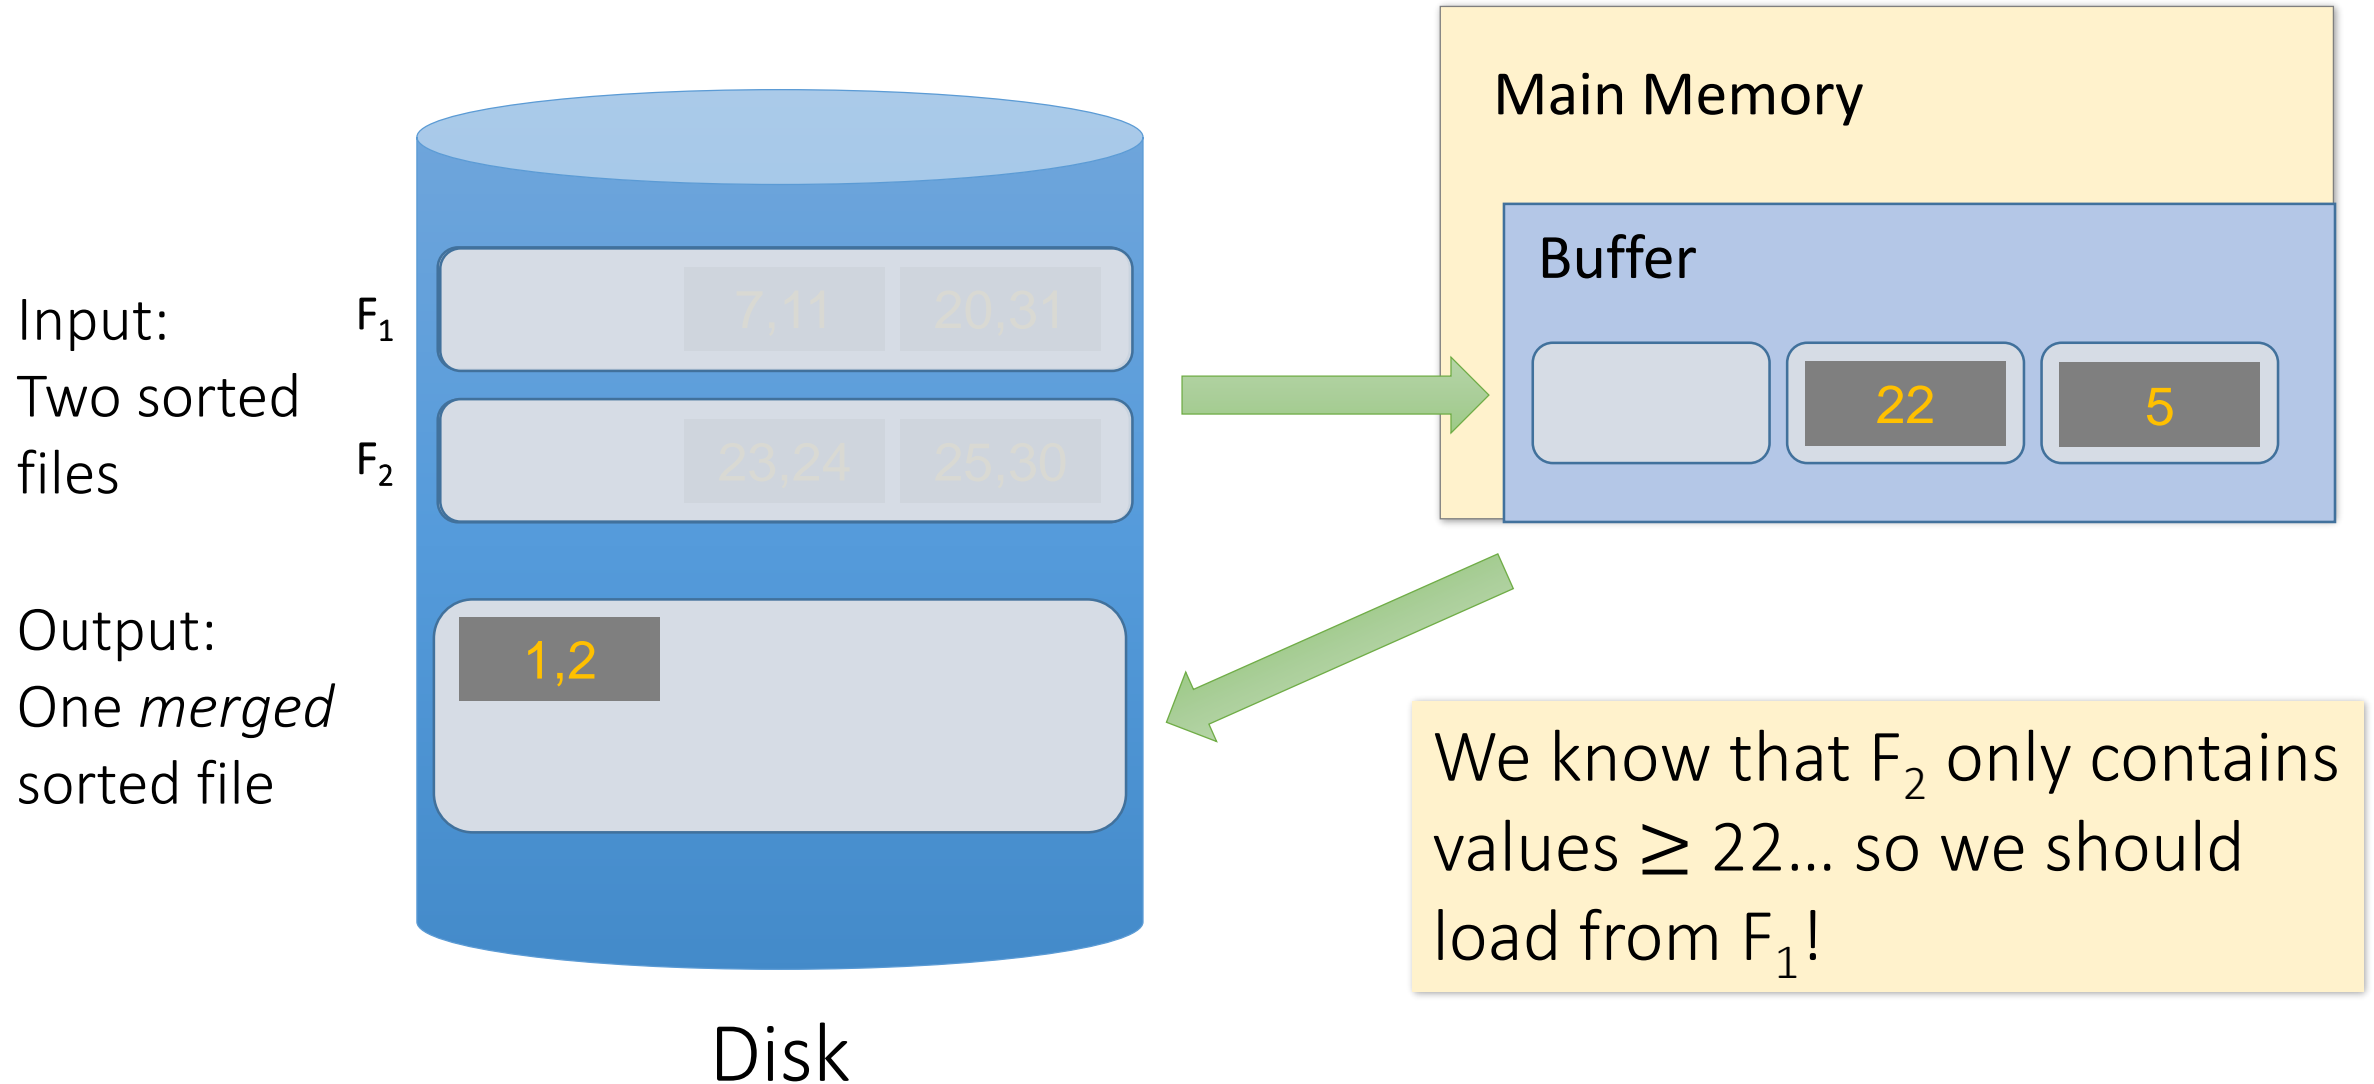 Main Memory
Buffer
22
5
Input:
Two sorted
files
F₁
7,11
20,31
F₂
23,24
25,30
Output:
One merged
sorted file
1,2
We know that F₂ only contains
values ≥ 22… so we should
load from F₁!
Disk